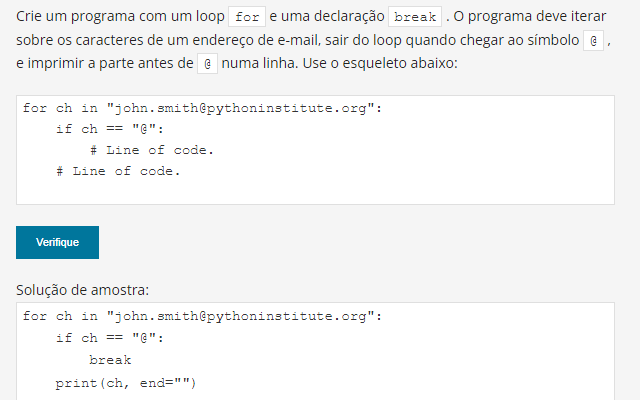 Crie um programa com um loop for e uma declaração break . O programa deve iterar
sobre os caracteres de um endereço de e-mail, sair do loop quando chegar ao símbolo @ ,
e imprimir a parte antes de @ numa linha. Use o esqueleto abaixo:
for ch in "john.smith@pythoninstitute.org":
    if ch == "@":
        # Line of code.
    # Line of code.
Verifique
Solução de amostra:
for ch in "john.smith@pythoninstitute.org":
    if ch == "@":
        break
    print(ch, end="")